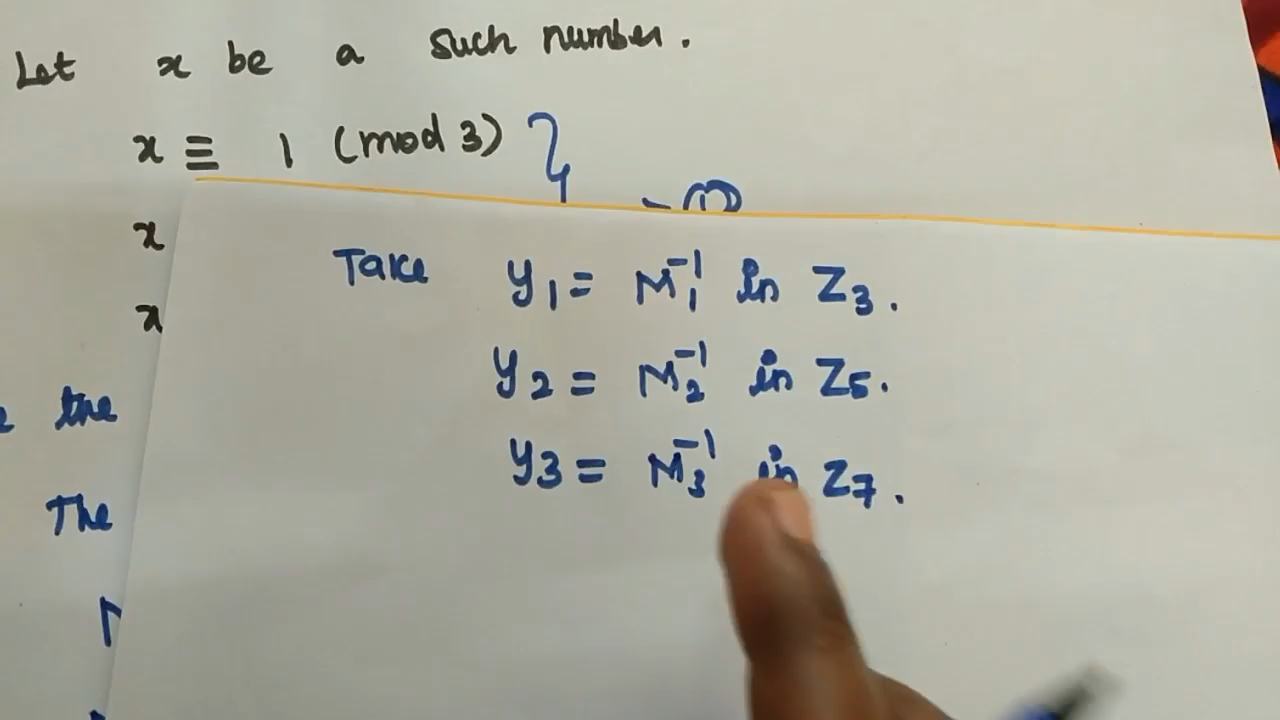 Let x be a such number.
x ≡ 1 (mod 3)
x
x
the
The
Take y₁ = M₁⁻¹ in Z₃.
y₂ = M₂⁻¹ in Z₅.
y₃ = M₃⁻¹ in Z₇.